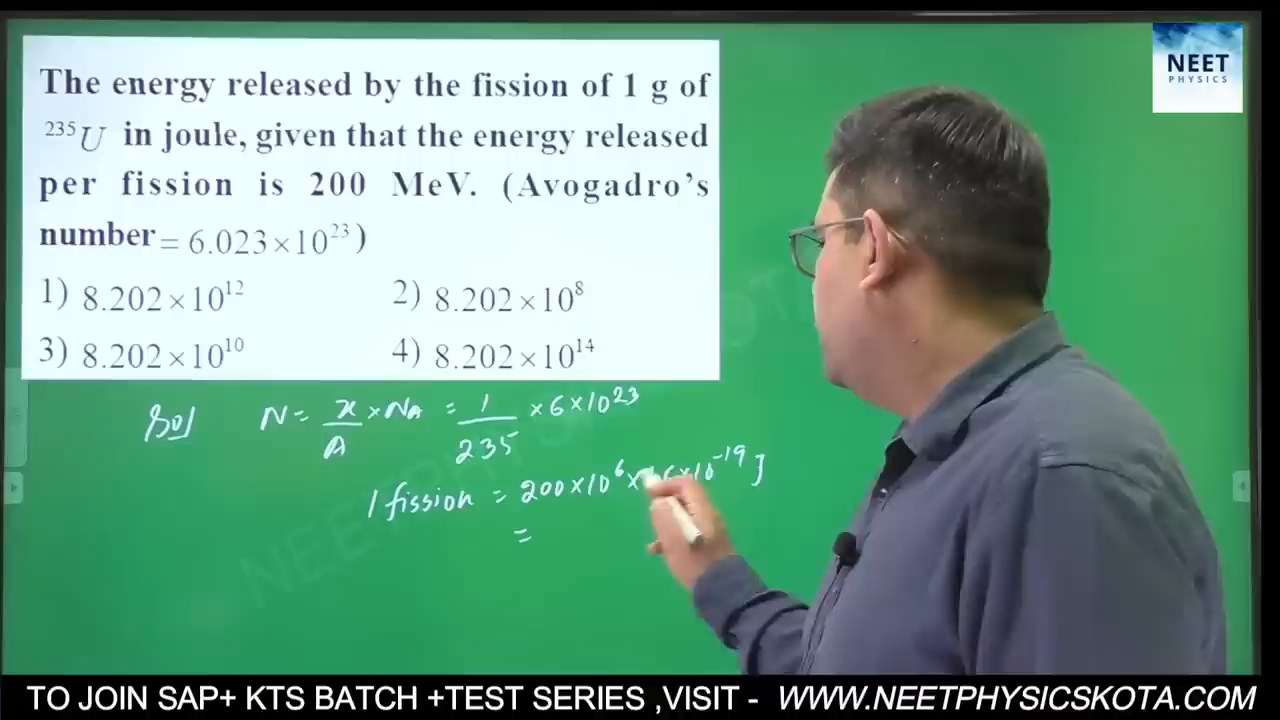 NEET
PHYSICS
The energy released by the fission of 1 g of
²³⁵U in joule, given that the energy released
per fission is 200 MeV. (Avogadro's
number = 6.023×10²³)
1) 8.202×10¹² 2) 8.202×10⁸
3) 8.202×10¹⁰ 4) 8.202×10¹⁴
Sol N = x/A × NA = 1/235 × 6×10²³
1 fission = 200×10⁶× ×10⁻¹⁹ J
=
TO JOIN SAP+ KTS BATCH +TEST SERIES ,VISIT - WWW.NEETPHYSICSKOTA.COM